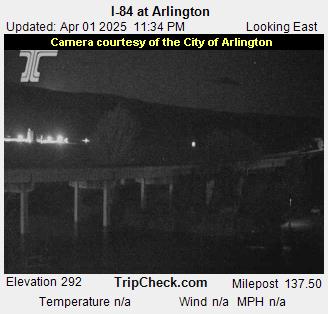 I-84 at Arlington
Updated: Apr 01 2025 11:34 PM Looking East
Camera courtesy of the City of Arlington
Elevation 292 TripCheck.com Milepost 137.50
Temperature n/a Wind n/a MPH n/a